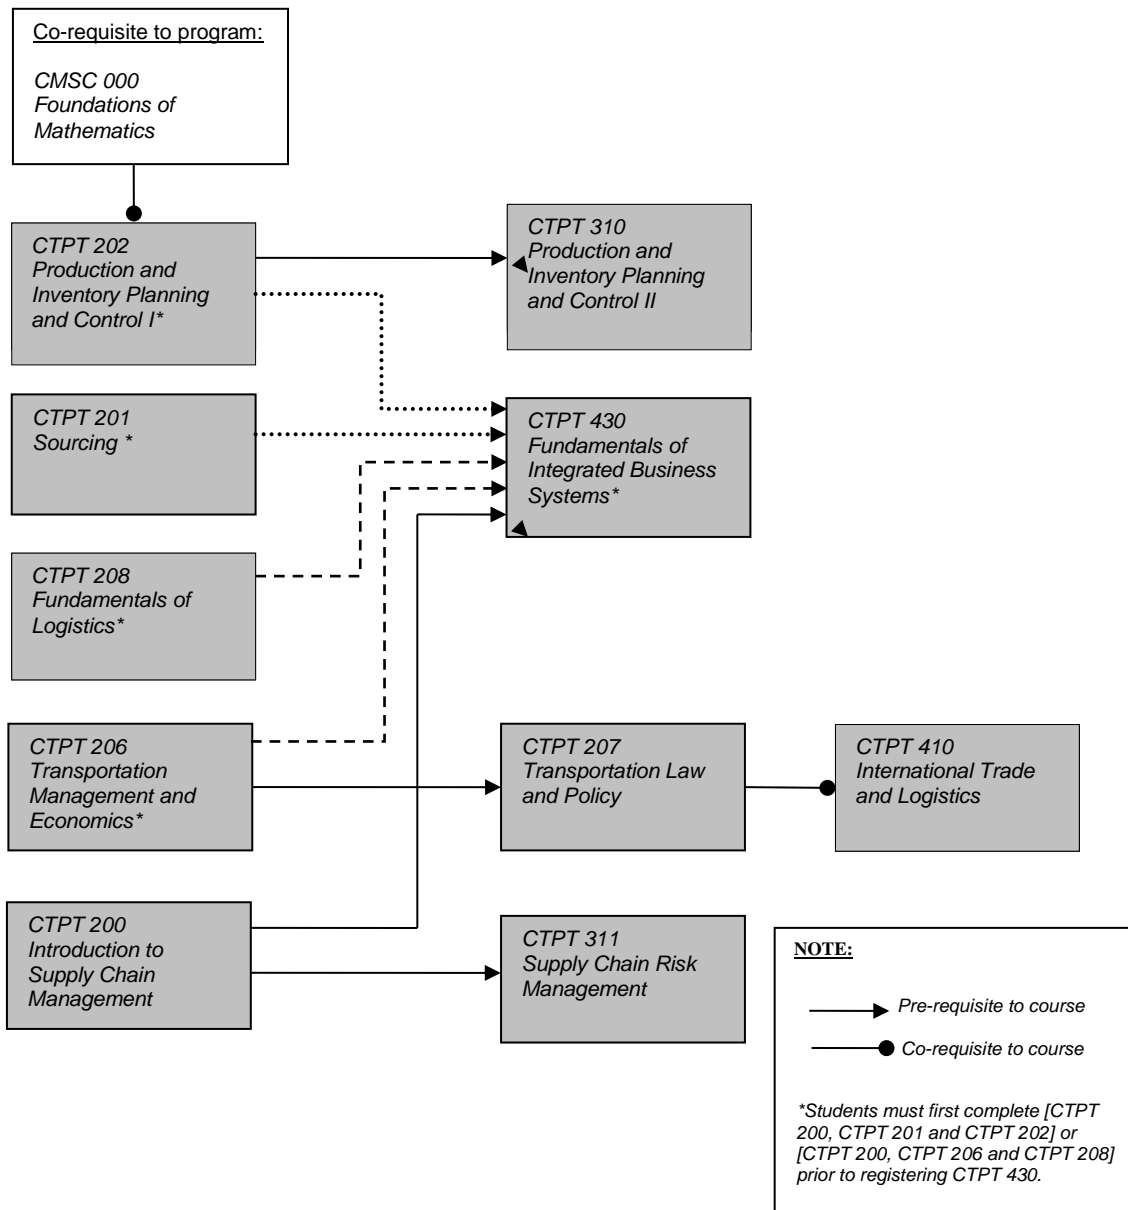 Co-requisite to program:
CMSC 000
Foundations of
Mathematics
CTPT 202
Production and
Inventory Planning
and Control I*
CTPT 310
Production and
Inventory Planning
and Control II
CTPT 201
Sourcing *
CTPT 430
Fundamentals of
Integrated Business
Systems*
CTPT 208
Fundamentals of
Logistics*
CTPT 206
Transportation
Management and
Economics*
CTPT 207
Transportation Law
and Policy
CTPT 410
International Trade
and Logistics
CTPT 200
Introduction to
Supply Chain
Management
CTPT 311
Supply Chain Risk
Management
NOTE:
Pre-requisite to course
Co-requisite to course
*Students must first complete [CTPT
200, CTPT 201 and CTPT 202] or
[CTPT 200, CTPT 206 and CTPT 208]
prior to registering CTPT 430.